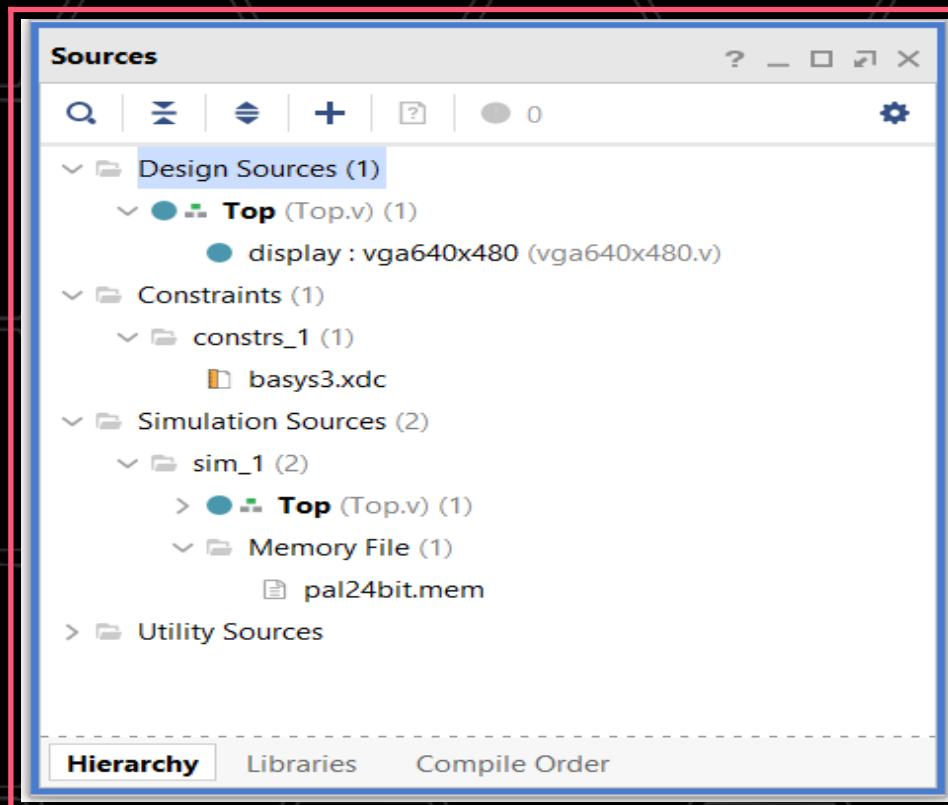 Sources
0
Design Sources (1)
Top (Top.v) (1)
display : vga640x480 (vga640x480.v)
Constraints (1)
constrs_1 (1)
basys3.xdc
Simulation Sources (2)
sim_1 (2)
Top (Top.v) (1)
Memory File (1)
pal24bit.mem
Utility Sources
Hierarchy Libraries Compile Order